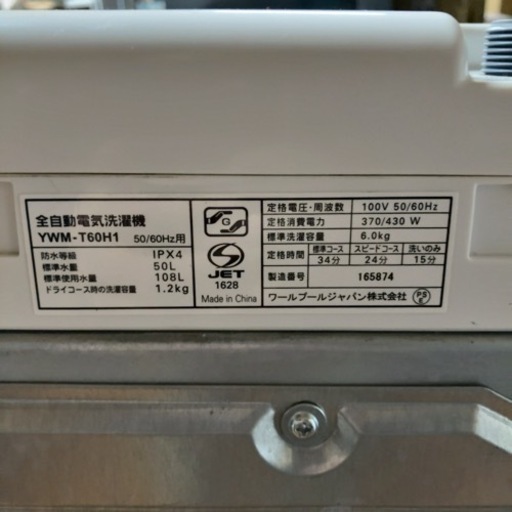 全自動電気洗濯機
YWM-T60H1 50/60Hz用
防水等級 IPX4
標準水量 50L
標準使用水量 108L
ドライコース時の洗濯容量 1.2kg
G
JET
1628
Made in China
定格電圧・周波数 100V 50/60Hz
定格消費電力 370/430 W
標準洗濯容量 6.0kg
定格時間 標準コース スピードコース 洗いのみ
34分 24分 15分
製造番号 165874
ワールプールジャパン株式会社
PS
E